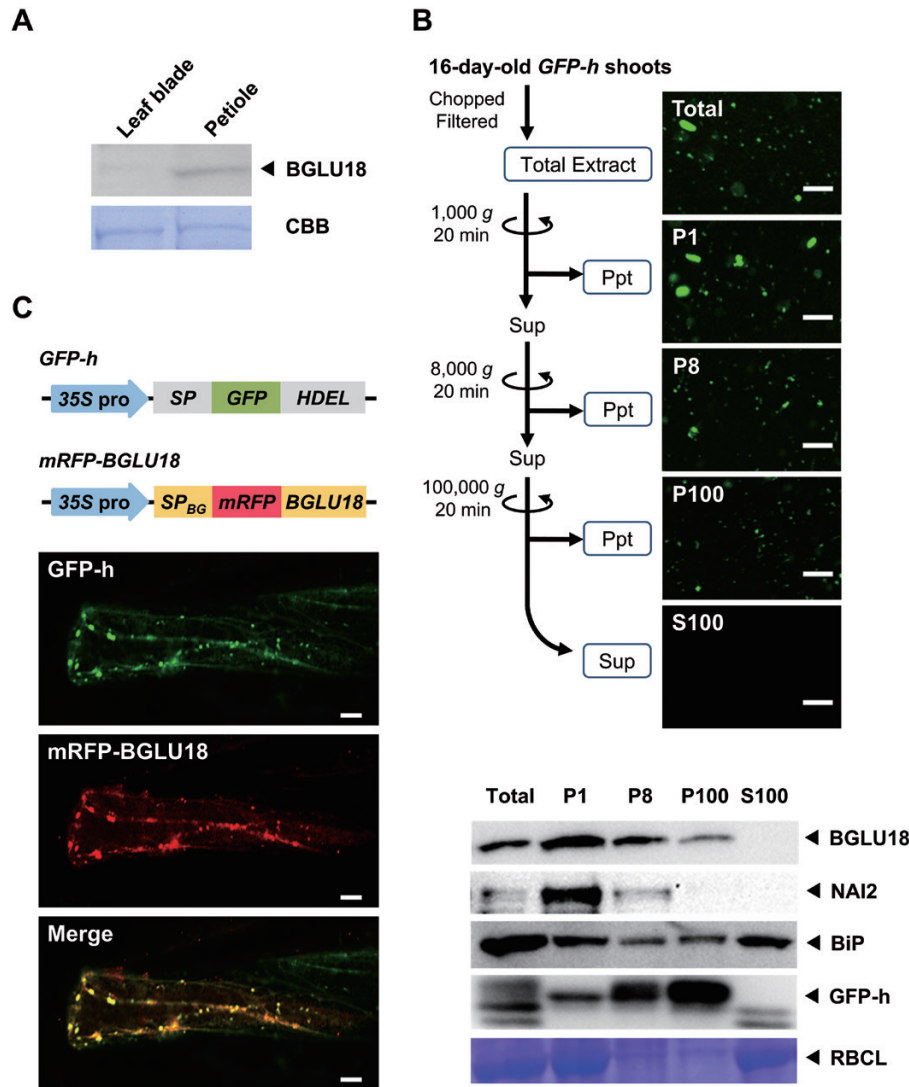 A
Leaf blade
Petiole
BGLU18
CBB
B
16-day-old GFP-h shoots
Chopped
Filtered
Total Extract
1,000 g
20 min
Ppt
Sup
8,000 g
20 min
Ppt
Sup
100,000 g
20 min
Ppt
Sup
Total
P1
P8
P100
S100
Total P1 P8 P100 S100
BGLU18
NAI2
BiP
GFP-h
RBCL
C
GFP-h
35S pro SP GFP HDEL
mRFP-BGLU18
35S pro SPBG mRFP BGLU18
GFP-h
mRFP-BGLU18
Merge